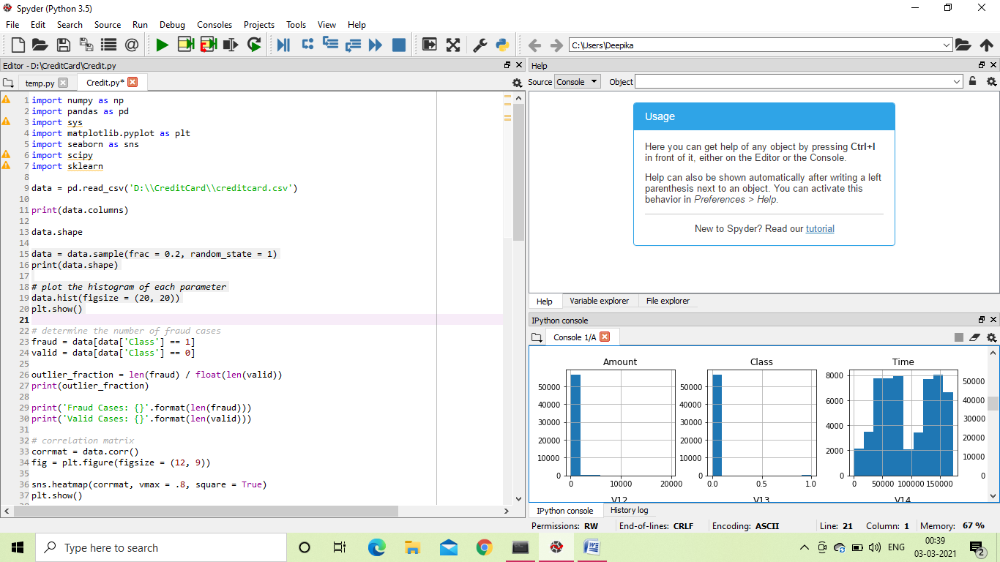 Spyder (Python 3.5)
File Edit Search Source Run Debug Consoles Projects Tools View Help
C:\Users\Deepika
Editor - D:\CreditCard\Credit.py
temp.py Credit.py*
1 import numpy as np
2 import pandas as pd
3 import sys
4 import matplotlib.pyplot as plt
5 import seaborn as sns
6 import scipy
7 import sklearn
8
9 data = pd.read_csv('D:\\CreditCard\\creditcard.csv')
10
11 print(data.columns)
12
13 data.shape
14
15 data = data.sample(frac = 0.2, random_state = 1)
16 print(data.shape)
17
18 # plot the histogram of each parameter
19 data.hist(figsize = (20, 20))
20 plt.show()
21
22 # determine the number of fraud cases
23 fraud = data[data['Class'] == 1]
24 valid = data[data['Class'] == 0]
25
26 outlier_fraction = len(fraud) / float(len(valid))
27 print(outlier_fraction)
28
29 print('Fraud Cases: {}'.format(len(fraud)))
30 print('Valid Cases: {}'.format(len(valid)))
31
32 # correlation matrix
33 corrmat = data.corr()
34 fig = plt.figure(figsize = (12, 9))
35
36 sns.heatmap(corrmat, vmax = .8, square = True)
37 plt.show()
Help
Source Console Object
Usage
Here you can get help of any object by pressing Ctrl+I
in front of it, either on the Editor or the Console.
Help can also be shown automatically after writing a left
parenthesis next to an object. You can activate this
behavior in Preferences > Help.
New to Spyder? Read our tutorial
Help Variable explorer File explorer
IPython console
Console 1/A
Amount Class Time
50000 50000 8000 50000
40000 40000 6000 40000
30000 30000 4000 30000
20000 20000 2000 20000
10000 10000 10000
0 0 0 0
0 10000 20000 0.0 0.5 1.0 0 50000 100000 150000
V12 V13 V14
IPython console History log
Permissions: RW End-of-lines: CRLF Encoding: ASCII Line: 21 Column: 1 Memory: 67 %
Type here to search
ENG
00:39
03-03-2021
2